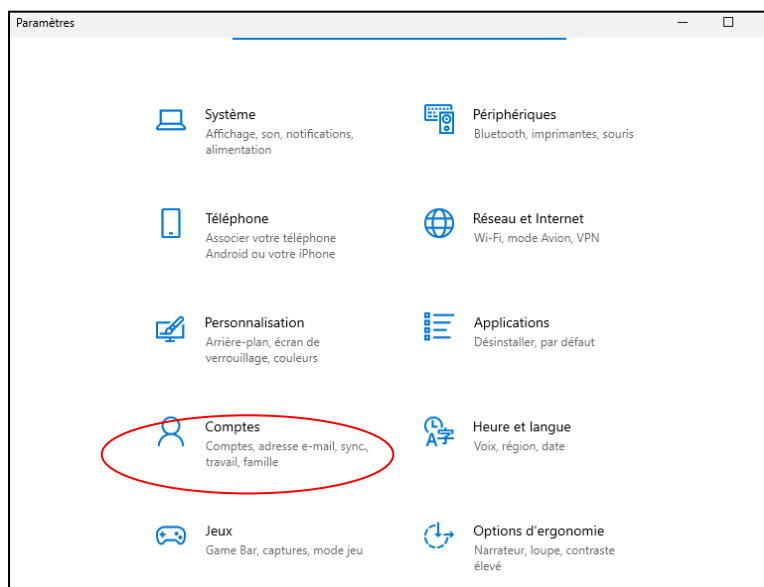 Paramètres
Système
Affichage, son, notifications,
alimentation
Périphériques
Bluetooth, imprimantes, souris
Téléphone
Associer votre téléphone
Android ou votre iPhone
Réseau et Internet
Wi-Fi, mode Avion, VPN
Personnalisation
Arrière-plan, écran de
verrouillage, couleurs
Applications
Désinstaller, par défaut
Comptes
Comptes, adresse e-mail, sync.,
travail, famille
Heure et langue
Voix, région, date
Jeux
Game Bar, captures, mode jeu
Options d’ergonomie
Narrateur, loupe, contraste
élevé